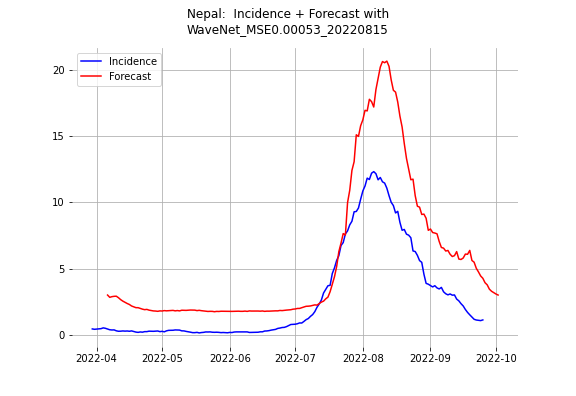 Nepal:  Incidence + Forecast with
WaveNet_MSE0.00053_20220815
Incidence
Forecast
20
15
10
5
0
2022-04 2022-05 2022-06 2022-07 2022-08 2022-09 2022-10